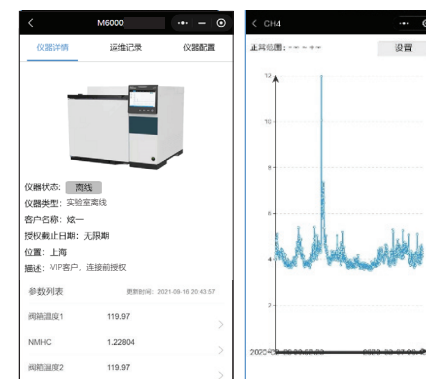 M6000
仪器详情 运维记录 仪器配置
仪器状态: 离线
仪器类型: 实验室离线
客户名称: 炫一
授权截止日期: 无限期
位置: 上海
描述: VIP客户, 连接前授权
参数列表 更新时间: 2021-09-16 20:43:57
阀箱温度1 119.97
NMHC 1.22804
阀箱温度2 119.97
CH4
正常范围: 设置
12
10
8
6
4
2